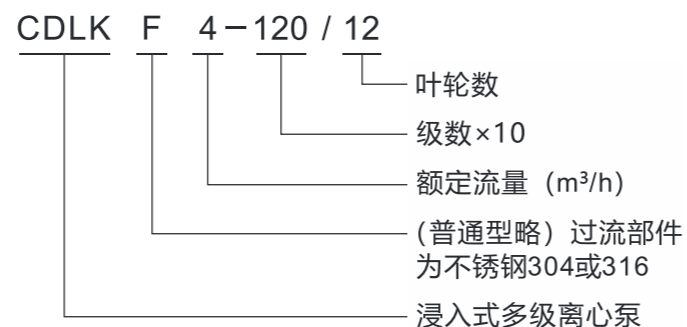 CDLK F 4-120/12
叶轮数
级数×10
额定流量（m³/h）
（普通型略）过流部件
为不锈钢304或316
浸入式多级离心泵